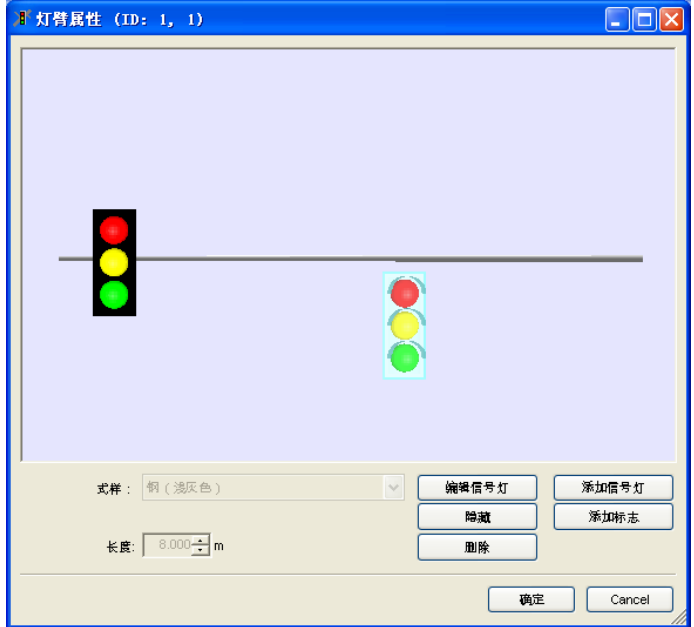 灯臂属性 (ID: 1, 1)
式样: 钢(浅灰色) 编辑信号灯 添加信号灯
隐藏 添加标志
长度: 8.000 m 删除
确定 Cancel